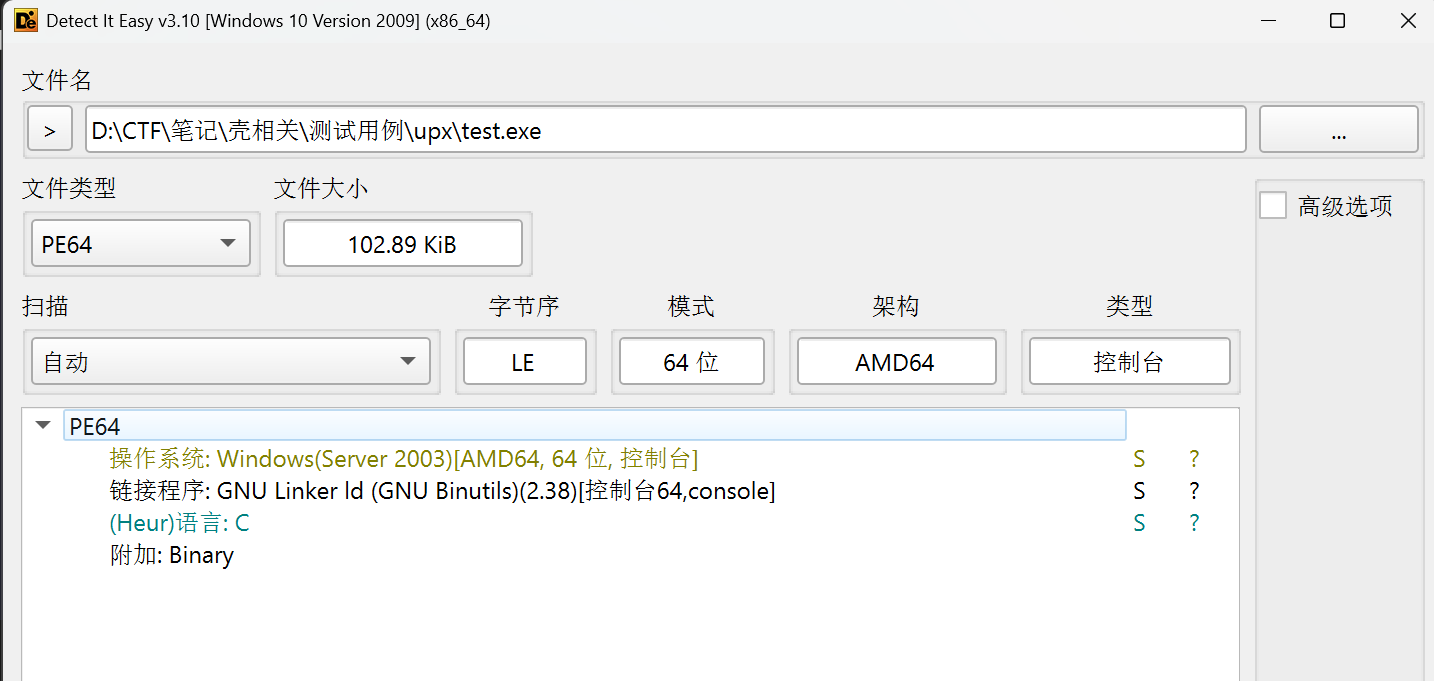 Detect It Easy v3.10 [Windows 10 Version 2009] (x86_64)
文件名
> D:\CTF\笔记\壳相关\测试用例\upx\test.exe ...
文件类型 文件大小
PE64 102.89 KiB
高级选项
扫描 字节序 模式 架构 类型
自动 LE 64 位 AMD64 控制台
PE64
操作系统: Windows(Server 2003)[AMD64, 64 位, 控制台] S ?
链接程序: GNU Linker ld (GNU Binutils)(2.38)[控制台64,console] S ?
(Heur)语言: C S ?
附加: Binary